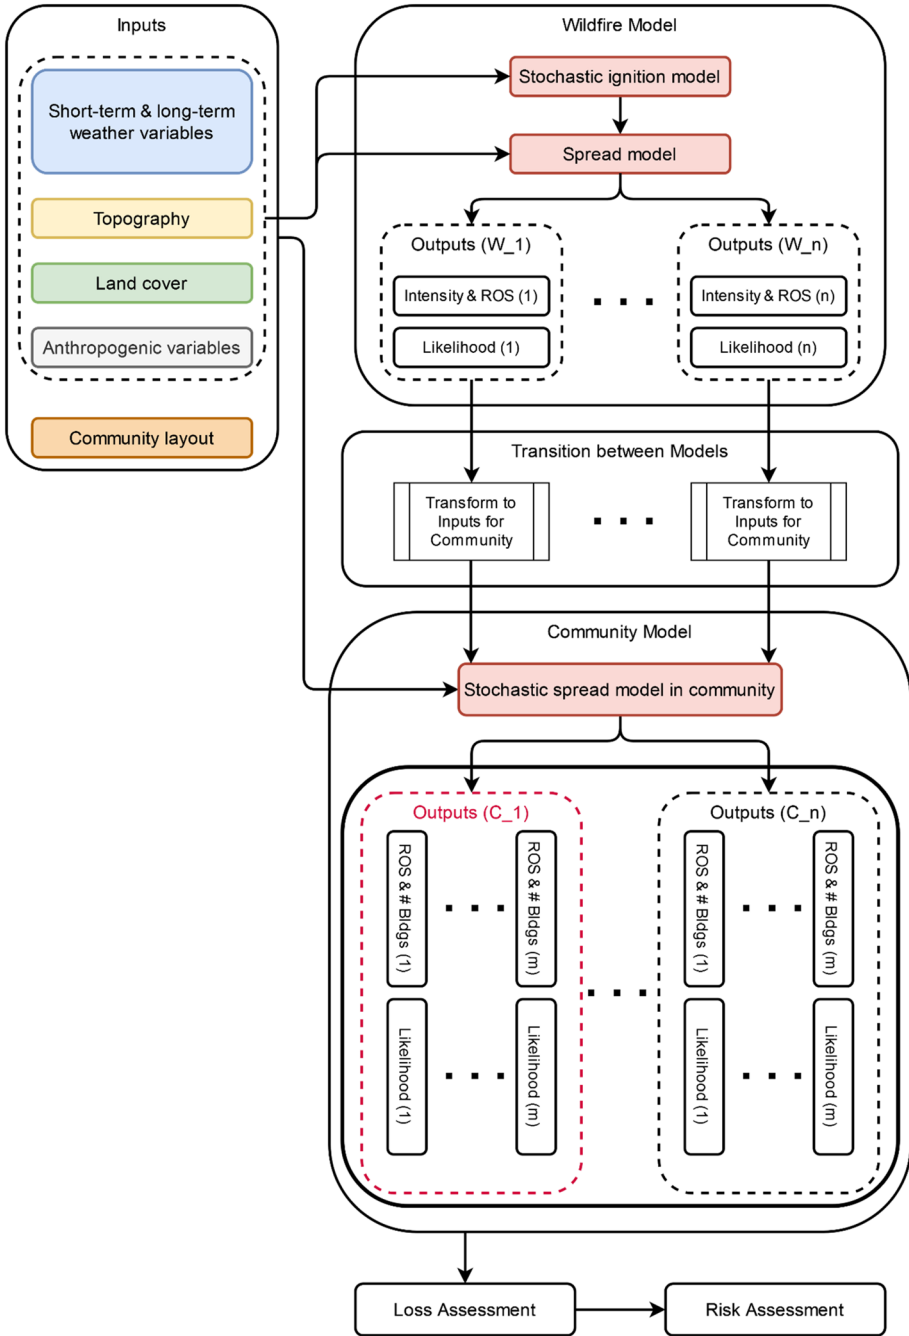 Inputs
Short-term & long-term
weather variables
Topography
Land cover
Anthropogenic variables
Community layout
Wildfire Model
Stochastic ignition model
Spread model
Outputs (W_1)
Intensity & ROS (1)
Likelihood (1)
Outputs (W_n)
Intensity & ROS (n)
Likelihood (n)
Transition between Models
Transform to
Inputs for
Community
Transform to
Inputs for
Community
Community Model
Stochastic spread model in community
Outputs (C_1)
ROS & # Bldgs (1)
ROS & # Bldgs (m)
Likelihood (1)
Likelihood (m)
Outputs (C_n)
ROS & # Bldgs (1)
ROS & # Bldgs (m)
Likelihood (1)
Likelihood (m)
Loss Assessment
Risk Assessment